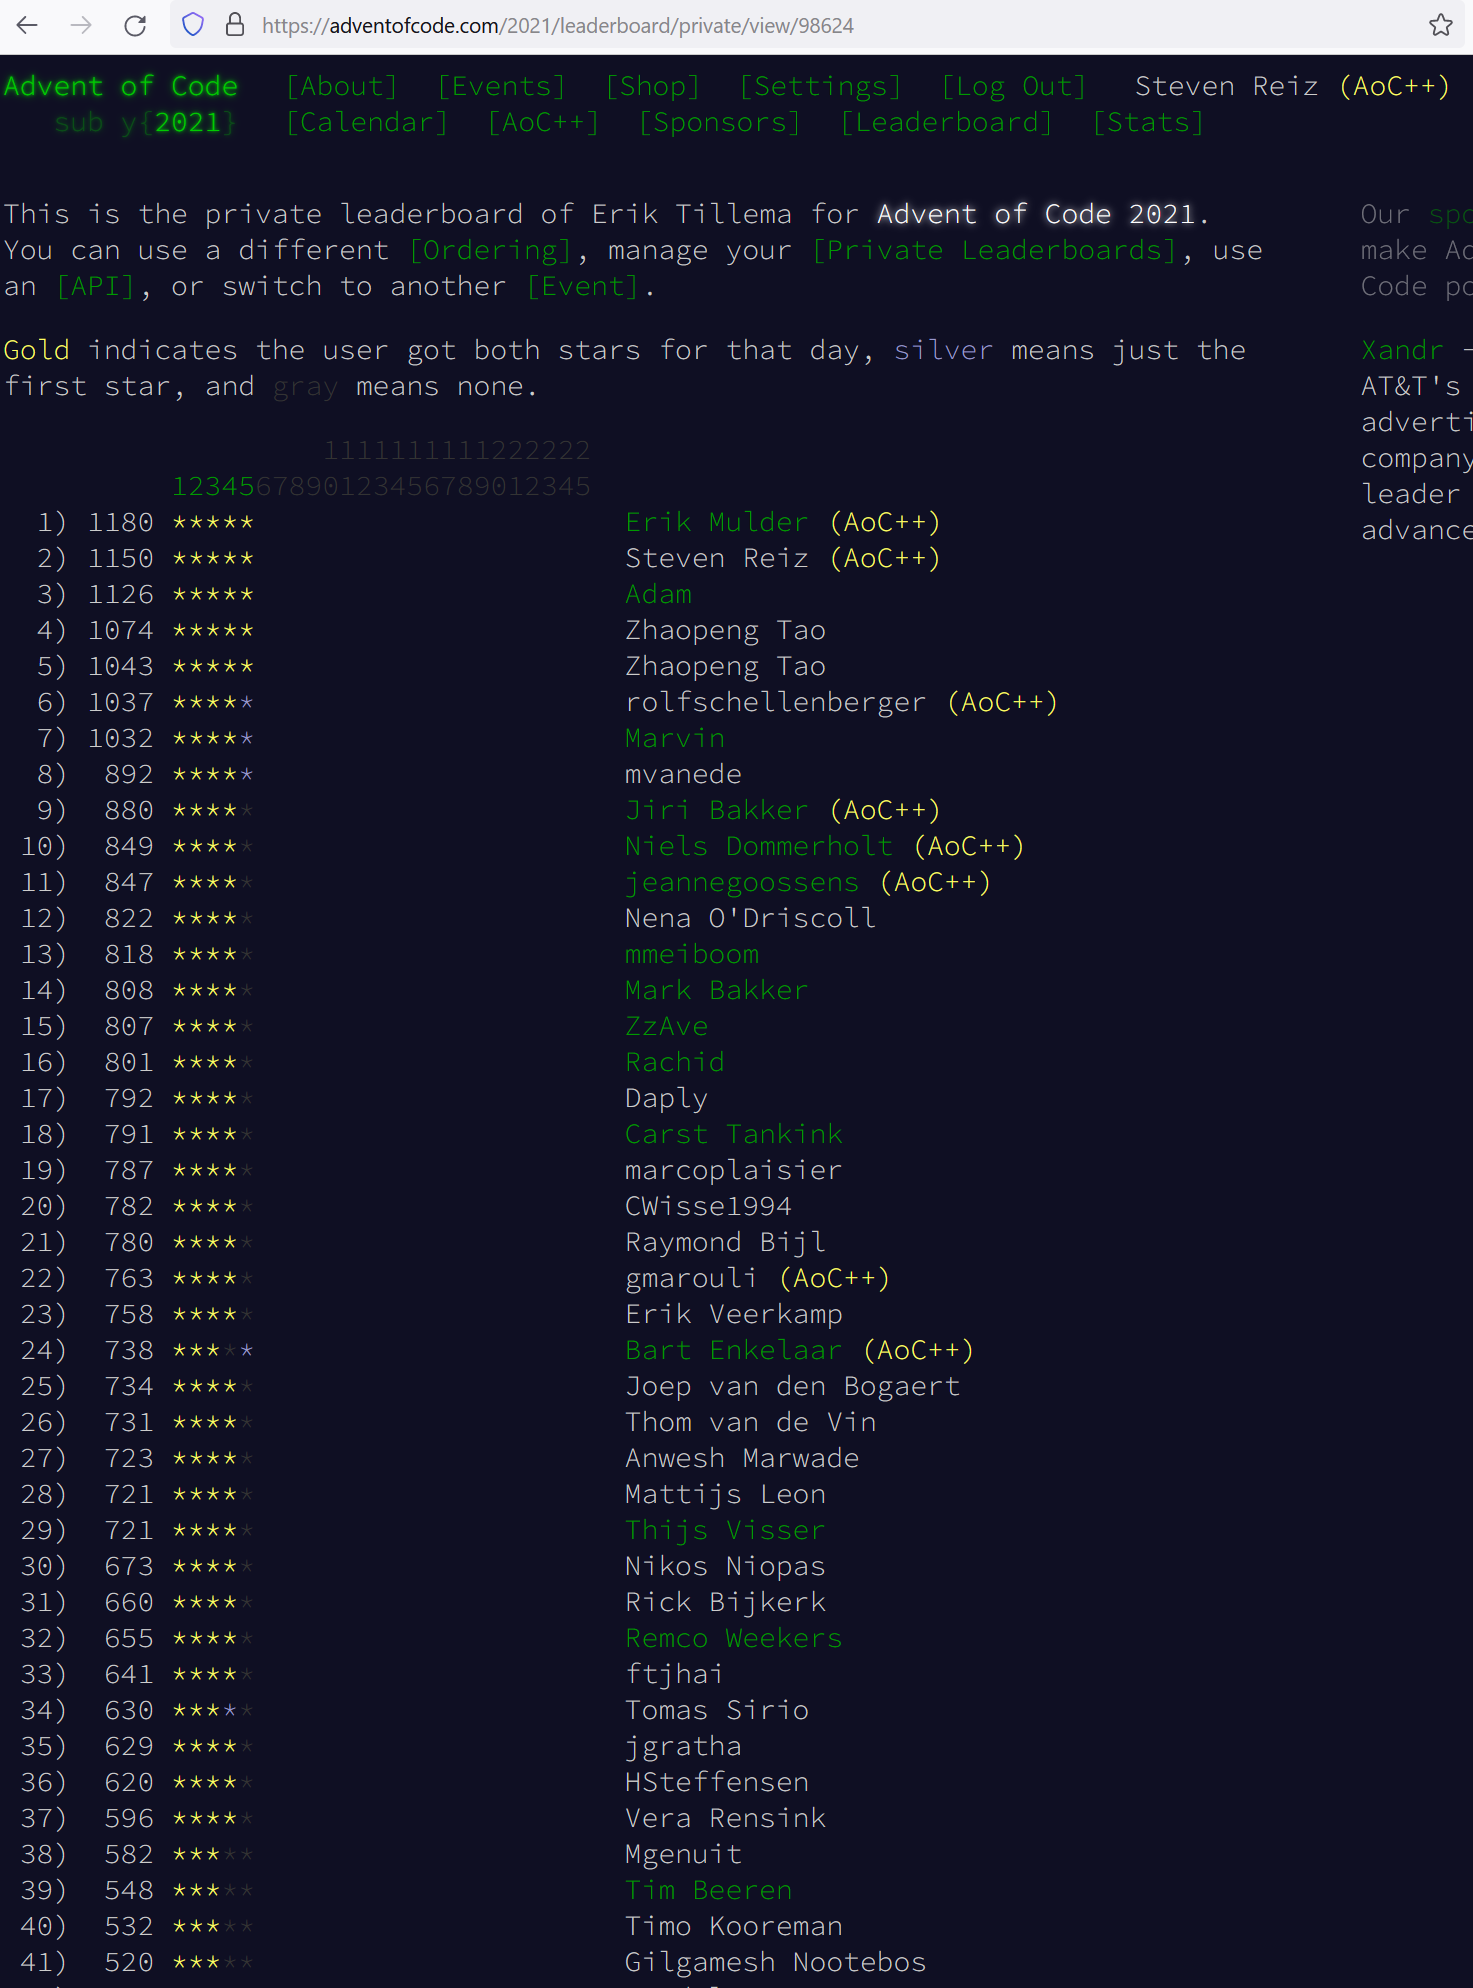 https://adventofcode.com/2021/leaderboard/private/view/98624
Advent of Code [About] [Events] [Shop] [Settings] [Log Out] Steven Reiz (AoC++)
sub y{2021} [Calendar] [AoC++] [Sponsors] [Leaderboard] [Stats]
This is the private leaderboard of Erik Tillema for Advent of Code 2021.
You can use a different [Ordering], manage your [Private Leaderboards], use
an [API], or switch to another [Event].
Gold indicates the user got both stars for that day, silver means just the
first star, and gray means none.
Our
make
Code
Xandr -
AT&T's
company
leader
1111111111222222
1234567890123456789012345
1) 1180 ***** Erik Mulder (AoC++)
2) 1150 ***** Steven Reiz (AoC++)
3) 1126 ***** Adam
4) 1074 ***** Zhaopeng Tao
5) 1043 ***** Zhaopeng Tao
6) 1037 ***** rolfschellenberger (AoC++)
7) 1032 ***** Marvin
8) 892 ***** mvanede
9) 880 ***** Jiri Bakker (AoC++)
10) 849 ***** Niels Dommerholt (AoC++)
11) 847 ***** jeannegoossens (AoC++)
12) 822 ***** Nena O'Driscoll
13) 818 ***** mmeiboom
14) 808 ***** Mark Bakker
15) 807 ***** ZzAve
16) 801 ***** Rachid
17) 792 ***** Daply
18) 791 ***** Carst Tankink
19) 787 ***** marcoplaisier
20) 782 ***** CWisse1994
21) 780 ***** Raymond Bijl
22) 763 ***** gmarouli (AoC++)
23) 758 ***** Erik Veerkamp
24) 738 ***** Bart Enkelaar (AoC++)
25) 734 ***** Joep van den Bogaert
26) 731 ***** Thom van de Vin
27) 723 ***** Anwesh Marwade
28) 721 ***** Mattijs Leon
29) 721 ***** Thijs Visser
30) 673 ***** Nikos Niopas
31) 660 ***** Rick Bijkerk
32) 655 ***** Remco Weekers
33) 641 ***** ftjhai
34) 630 ***** Tomas Sirio
35) 629 ***** jgratha
36) 620 ***** HSteffensen
37) 596 ***** Vera Rensink
38) 582 ***** Mgenuit
39) 548 ***** Tim Beeren
40) 532 ***** Timo Kooreman
41) 520 ***** Gilgamesh Nootebos